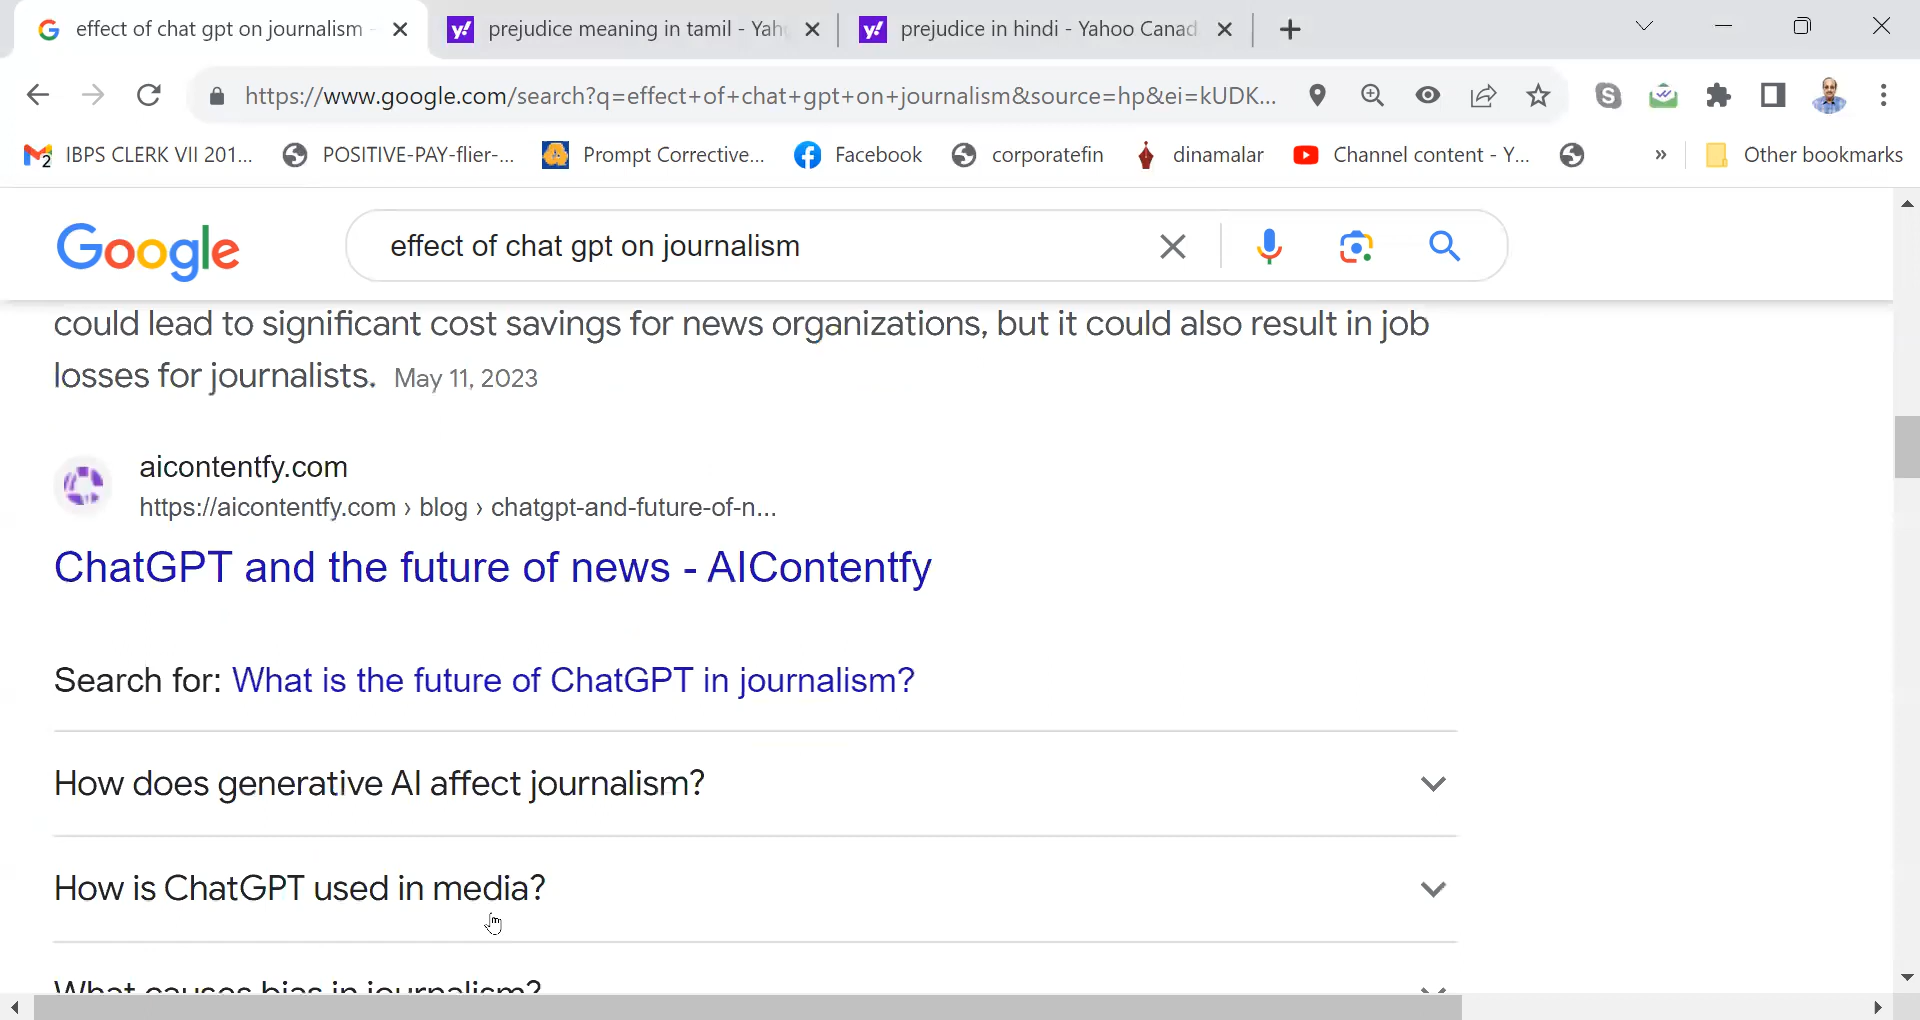 effect of chat gpt on journalism -
prejudice meaning in tamil - Yah
prejudice in hindi - Yahoo Canad
https://www.google.com/search?q=effect+of+chat+gpt+on+journalism&source=hp&ei=kUDK...
IBPS CLERK VII 201...
POSITIVE-PAY-flier-...
Prompt Corrective...
Facebook
corporatefin
dinamalar
Channel content - Y...
»
Other bookmarks
Google
effect of chat gpt on journalism
could lead to significant cost savings for news organizations, but it could also result in job
losses for journalists. May 11, 2023
aicontentfy.com
https://aicontentfy.com › blog › chatgpt-and-future-of-n...
ChatGPT and the future of news - AIContentfy
Search for: What is the future of ChatGPT in journalism?
How does generative AI affect journalism?
How is ChatGPT used in media?
What causes bias in journalism?